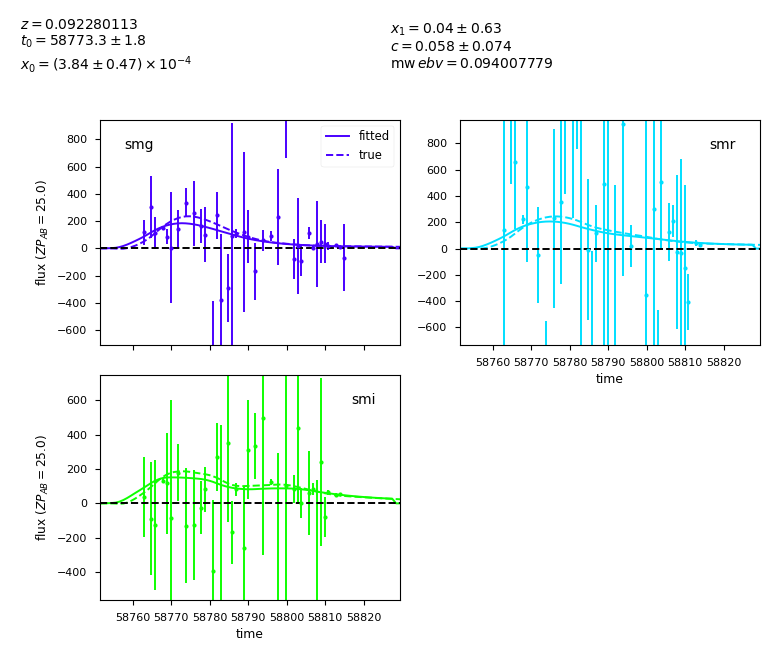 z = 0.092280113
t₀ = 58773.3 ± 1.8
x₀ = (3.84 ± 0.47) × 10⁻⁴
x₁ = 0.04 ± 0.63
c = 0.058 ± 0.074
mw ebv = 0.094007779
smg
fitted
true
800
600
400
200
0
−200
−400
−600
flux (ZP_AB = 25.0)
smr
800
600
400
200
0
−200
−400
−600
58760 58770 58780 58790 58800 58810 58820
time
smi
600
400
200
0
−200
−400
flux (ZP_AB = 25.0)
58760 58770 58780 58790 58800 58810 58820
time